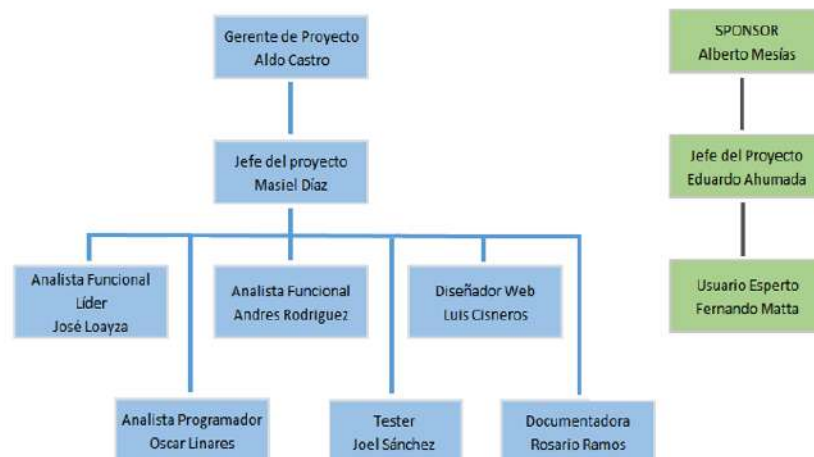 Gerente de Proyecto
Aldo Castro
SPONSOR
Alberto Mesías
Jefe del proyecto
Masiel Díaz
Jefe del Proyecto
Eduardo Ahumada
Analista Funcional
Líder
José Loayza
Analista Funcional
Andres Rodriguez
Diseñador Web
Luis Cisneros
Usuario Esperto
Fernando Matta
Analista Programador
Oscar Linares
Tester
Joel Sánchez
Documentadora
Rosario Ramos